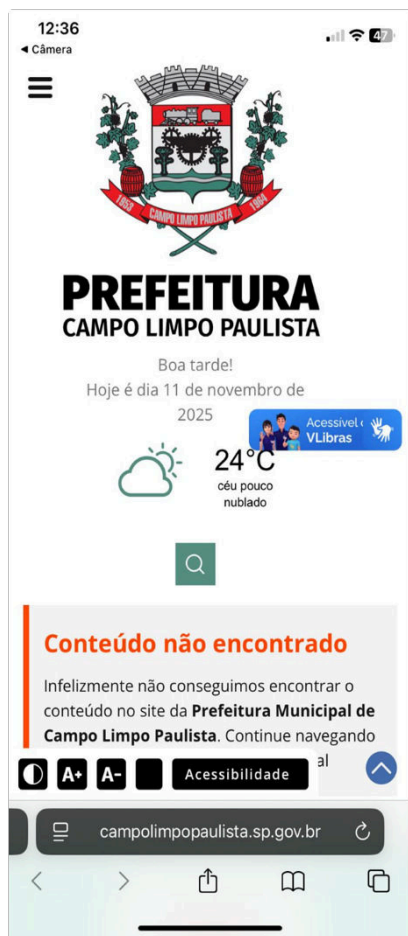 12:36
47
◀ Câmera
1953 CAMPO LIMPO PAULISTA 1964
PREFEITURA
CAMPO LIMPO PAULISTA
Boa tarde!
Hoje é dia 11 de novembro de
2025
Acessível
VLibras
24°C
céu pouco
nublado
Conteúdo não encontrado
Infelizmente não conseguimos encontrar o
conteúdo no site da Prefeitura Municipal de
Campo Limpo Paulista. Continue navegando
al
A+ A- Acessibilidade
campolimpopaulista.sp.gov.br